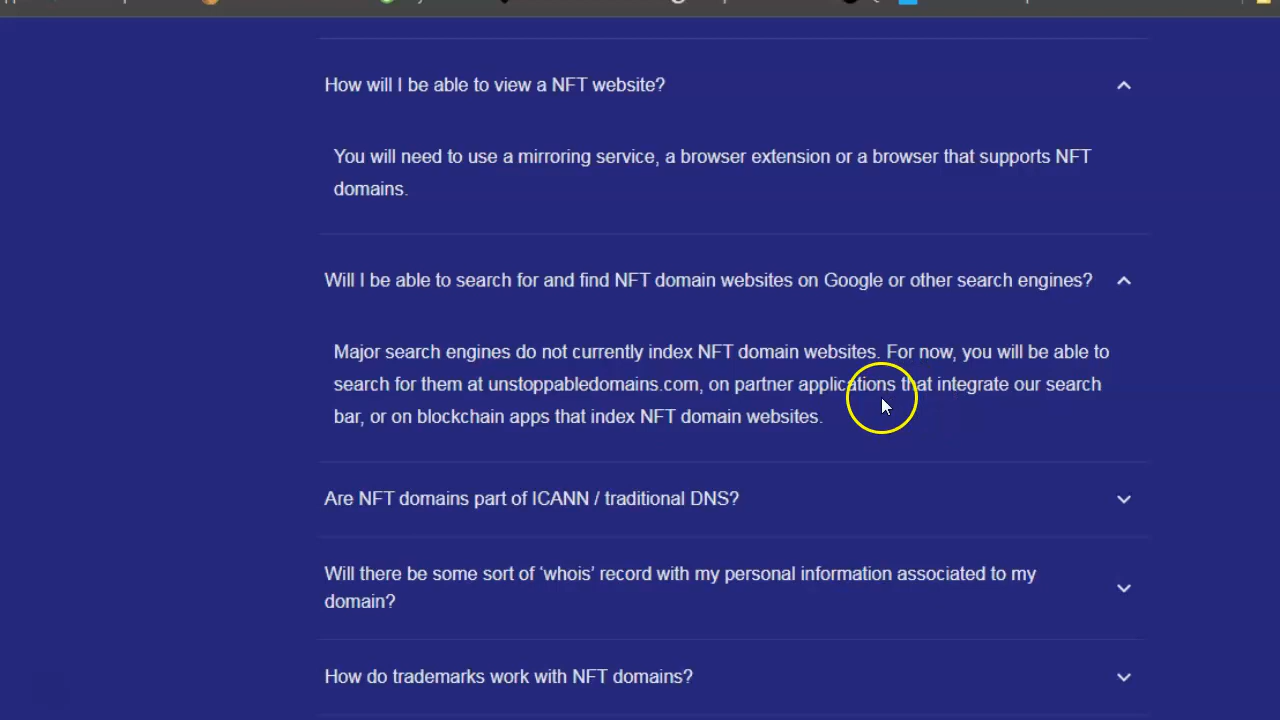 How will I be able to view a NFT website?
You will need to use a mirroring service, a browser extension or a browser that supports NFT
domains.
Will I be able to search for and find NFT domain websites on Google or other search engines?
Major search engines do not currently index NFT domain websites. For now, you will be able to
search for them at unstoppabledomains.com, on partner applications that integrate our search
bar, or on blockchain apps that index NFT domain websites.
Are NFT domains part of ICANN / traditional DNS?
Will there be some sort of ‘whois’ record with my personal information associated to my
domain?
How do trademarks work with NFT domains?